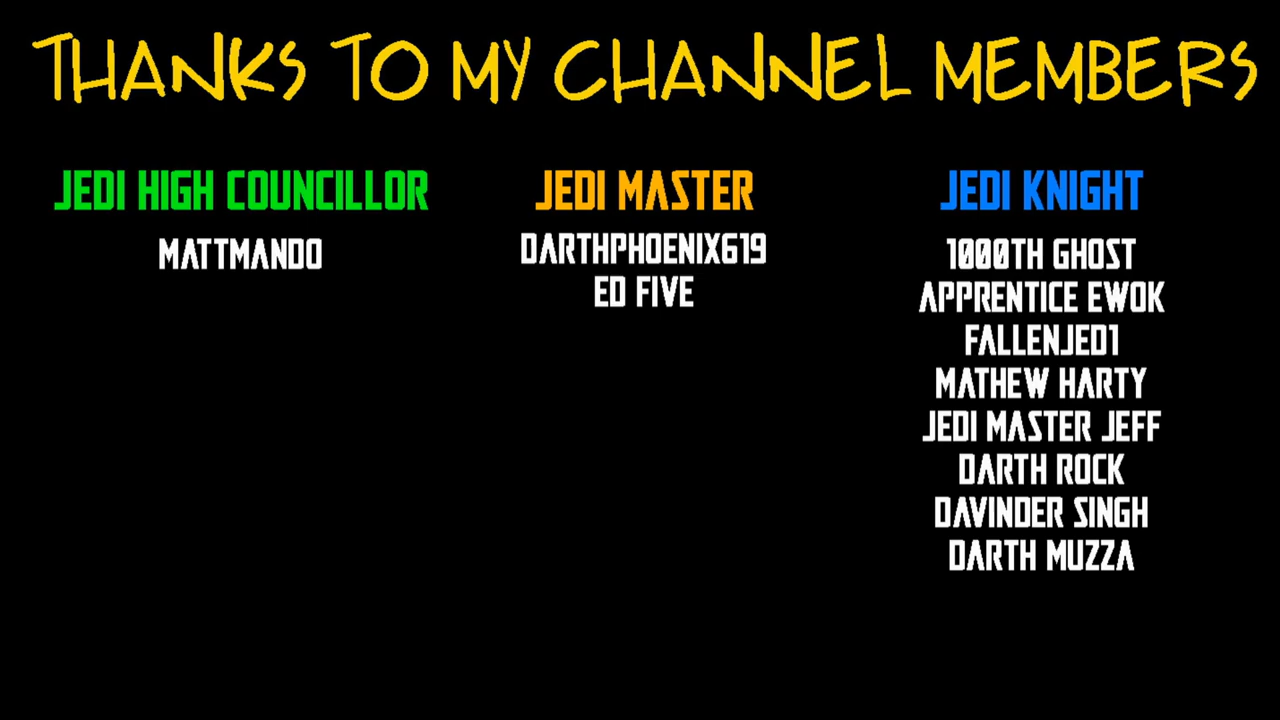 THANKS TO MY CHANNEL MEMBERS
JEDI HIGH COUNCILLOR
MATTMANDO
JEDI MASTER
DARTHPHOENIX619
ED FIVE
JEDI KNIGHT
1000TH GHOST
APPRENTICE EWOK
FALLENJED1
MATHEW HARTY
JEDI MASTER JEFF
DARTH ROCK
DAVINDER SINGH
DARTH MUZZA